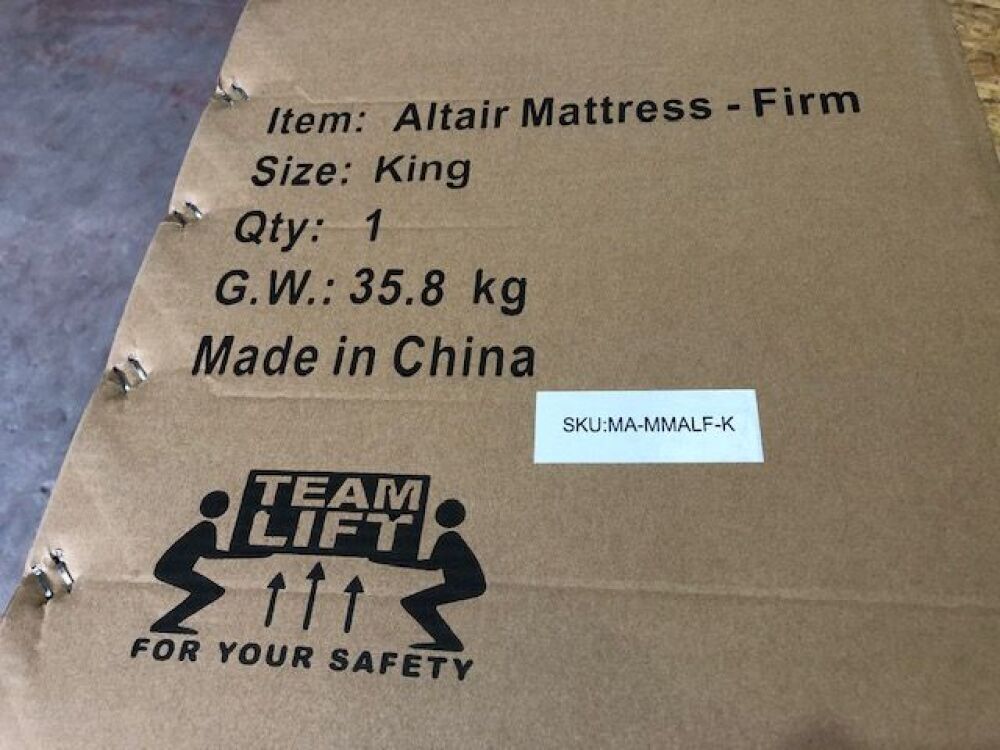 Item: Altair Mattress - Firm
Size: King
Qty: 1
G.W.: 35.8 kg
Made in China
SKU:MA-MMALF-K
TEAM
LIFT
FOR YOUR SAFETY